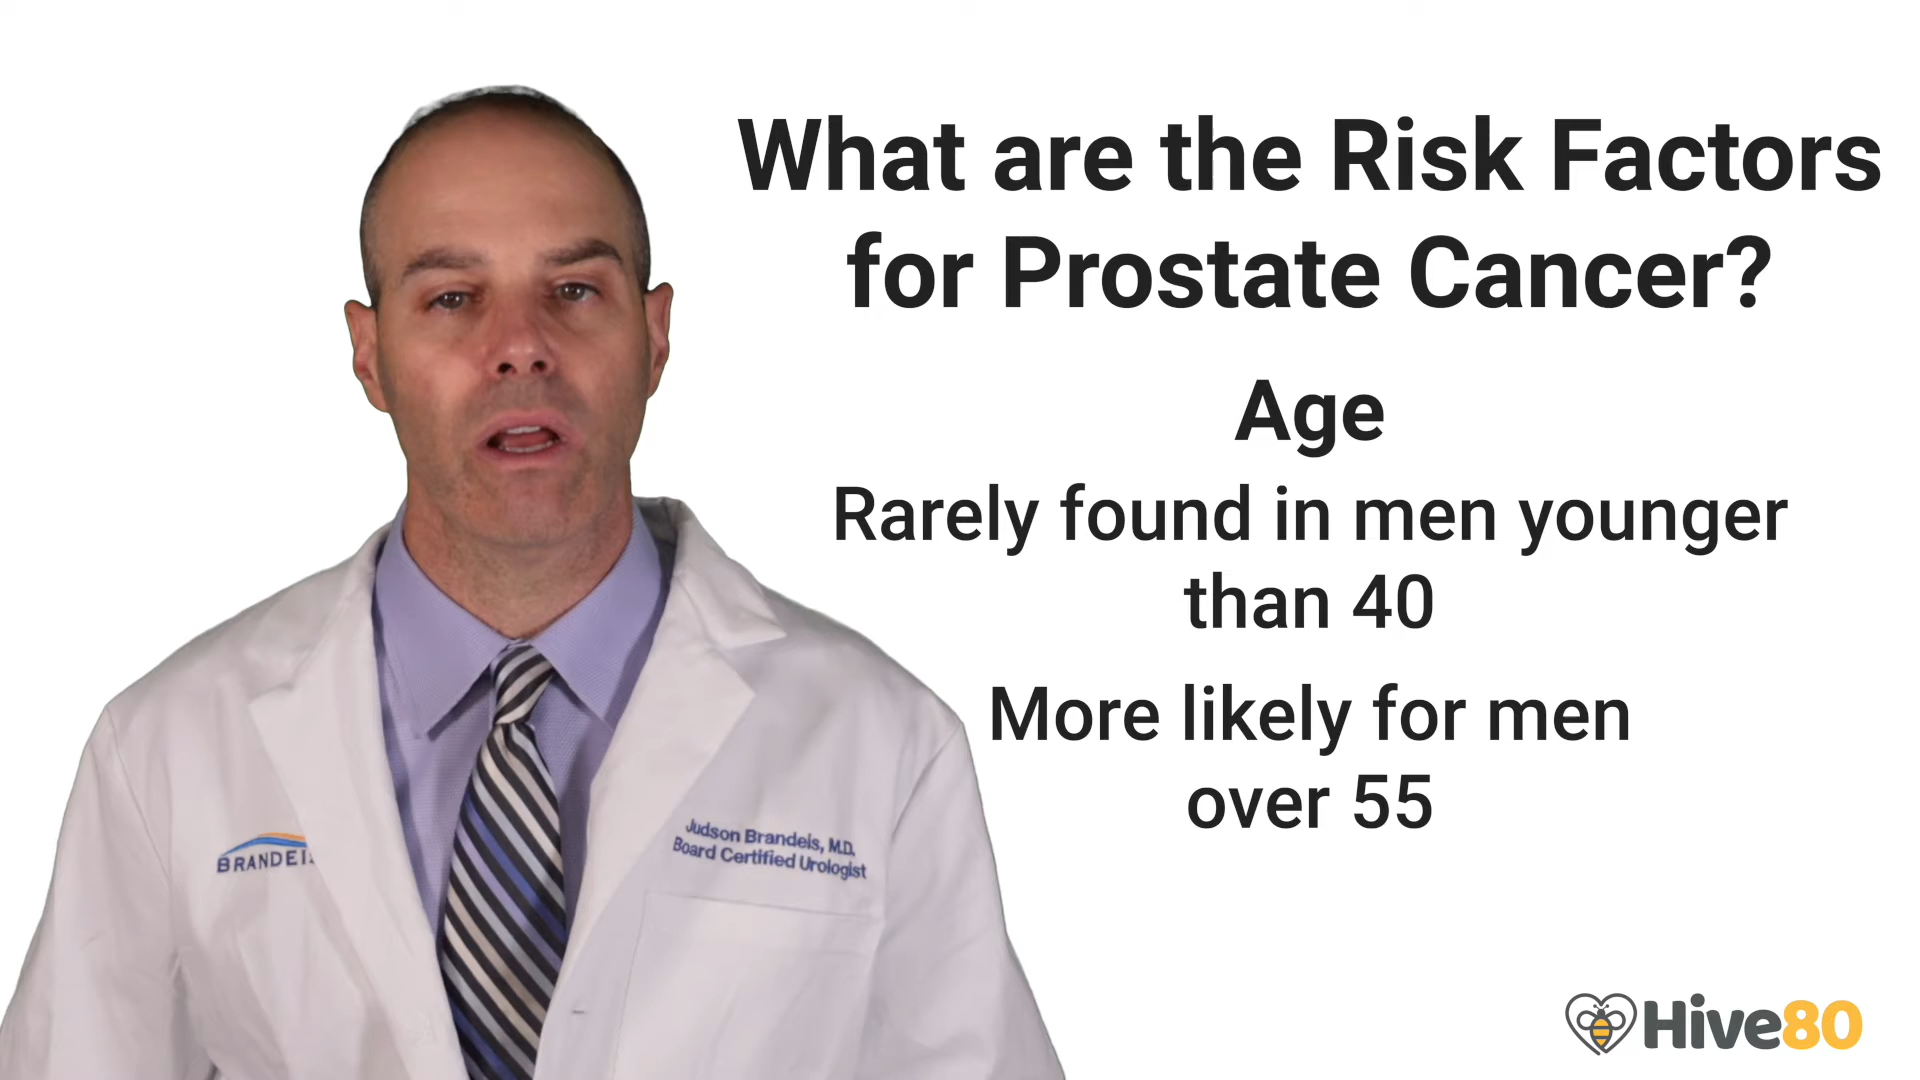 What are the Risk Factors
for Prostate Cancer?
Age
Rarely found in men younger
than 40
More likely for men
over 55
Judson Brandeis, M.D.
Board Certified Urologist
Hive80